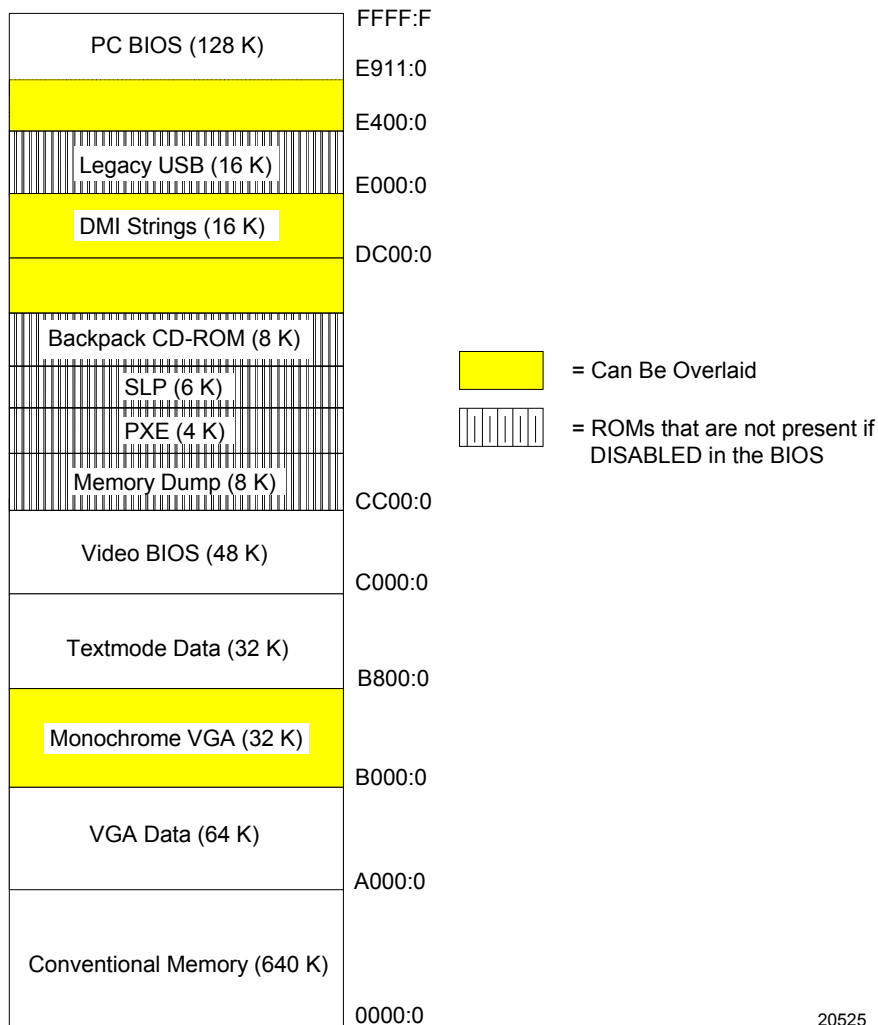 FFFF:F
PC BIOS (128 K)
E911:0
E400:0
Legacy USB (16 K)
E000:0
DMI Strings (16 K)
DC00:0
Backpack CD-ROM (8 K)
SLP (6 K)
PXE (4 K)
Memory Dump (8 K)
CC00:0
Video BIOS (48 K)
C000:0
Textmode Data (32 K)
B800:0
Monochrome VGA (32 K)
B000:0
VGA Data (64 K)
A000:0
Conventional Memory (640 K)
0000:0
= Can Be Overlaid
= ROMs that are not present if
DISABLED in the BIOS
20525